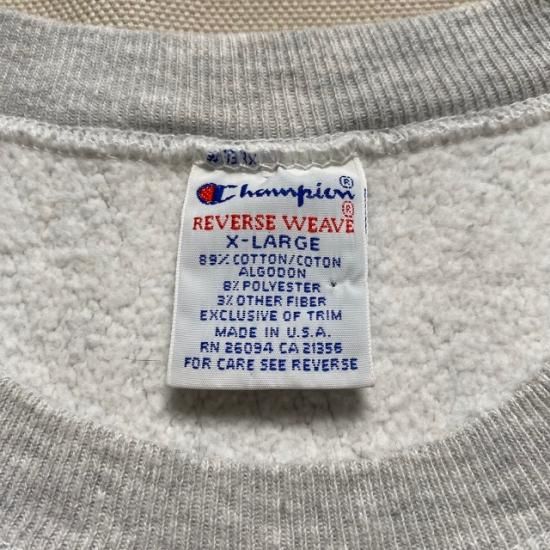 Champion®
REVERSE WEAVE®
X-LARGE
89% COTTON/COTON
ALGODON
8% POLYESTER
3% OTHER FIBER
EXCLUSIVE OF TRIM
MADE IN U.S.A.
RN 26094 CA 21356
FOR CARE SEE REVERSE